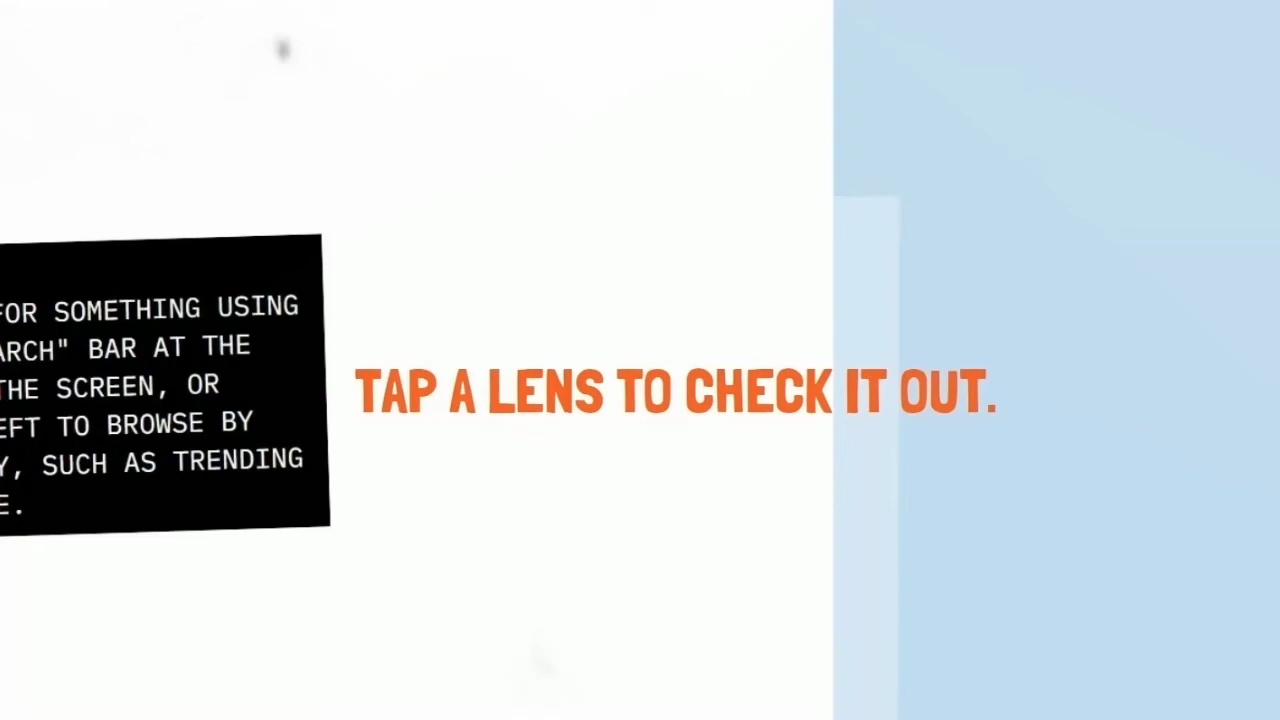 FOR SOMETHING USING
ARCH" BAR AT THE
THE SCREEN, OR
EFT TO BROWSE BY
Y, SUCH AS TRENDING
E.
TAP A LENS TO CHECK IT OUT.